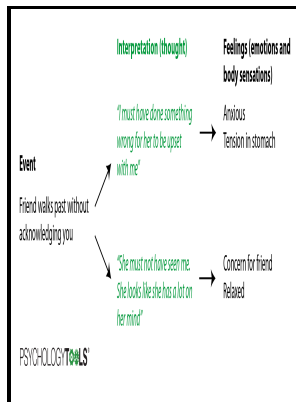 Interpretation (thought)
Feelings (emotions and
body sensations)
"I must have done something
wrong for her to be upset
with me"
Anxious
Tension in stomach
Event
Friend walks past without
acknowledging you
"She must not have seen me.
She looks like she has a lot on
her mind"
Concern for friend
Relaxed
PSYCHOLOGYTOOLS®